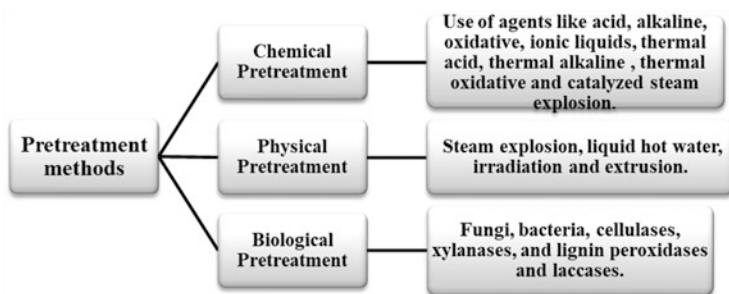 Pretreatment
methods
Chemical
Pretreatment
Use of agents like acid, alkaline,
oxidative, ionic liquids, thermal
acid, thermal alkaline , thermal
oxidative and catalyzed steam
explosion.
Physical
Pretreatment
Steam explosion, liquid hot water,
irradiation and extrusion.
Biological
Pretreatment
Fungi, bacteria, cellulases,
xylanases, and lignin peroxidases
and laccases.